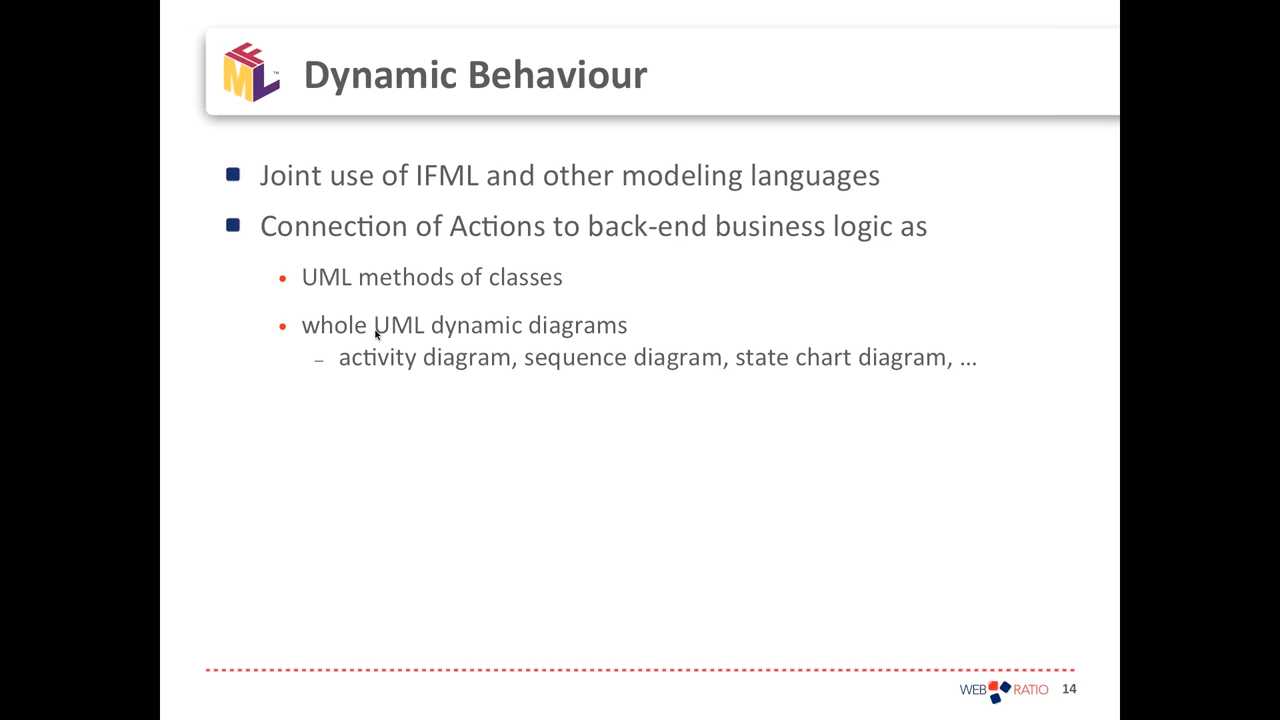 IFML™
Dynamic Behaviour
Joint use of IFML and other modeling languages
Connection of Actions to back-end business logic as
UML methods of classes
whole UML dynamic diagrams
– activity diagram, sequence diagram, state chart diagram, ...
WEB RATIO 14